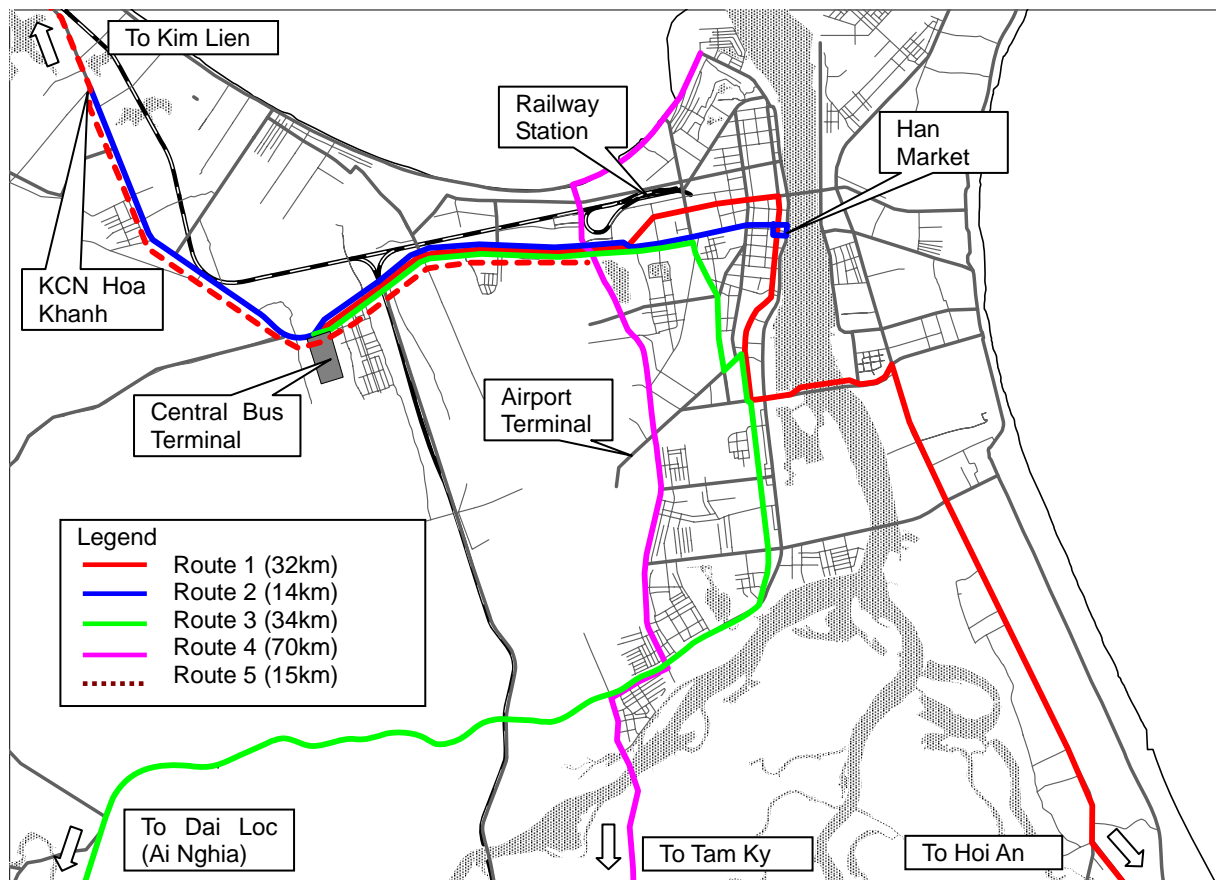 To Kim Lien
Railway
Station
Han
Market
KCN Hoa
Khanh
Central Bus
Terminal
Airport
Terminal
Legend
Route 1 (32km)
Route 2 (14km)
Route 3 (34km)
Route 4 (70km)
Route 5 (15km)
To Dai Loc
(Ai Nghia)
To Tam Ky
To Hoi An